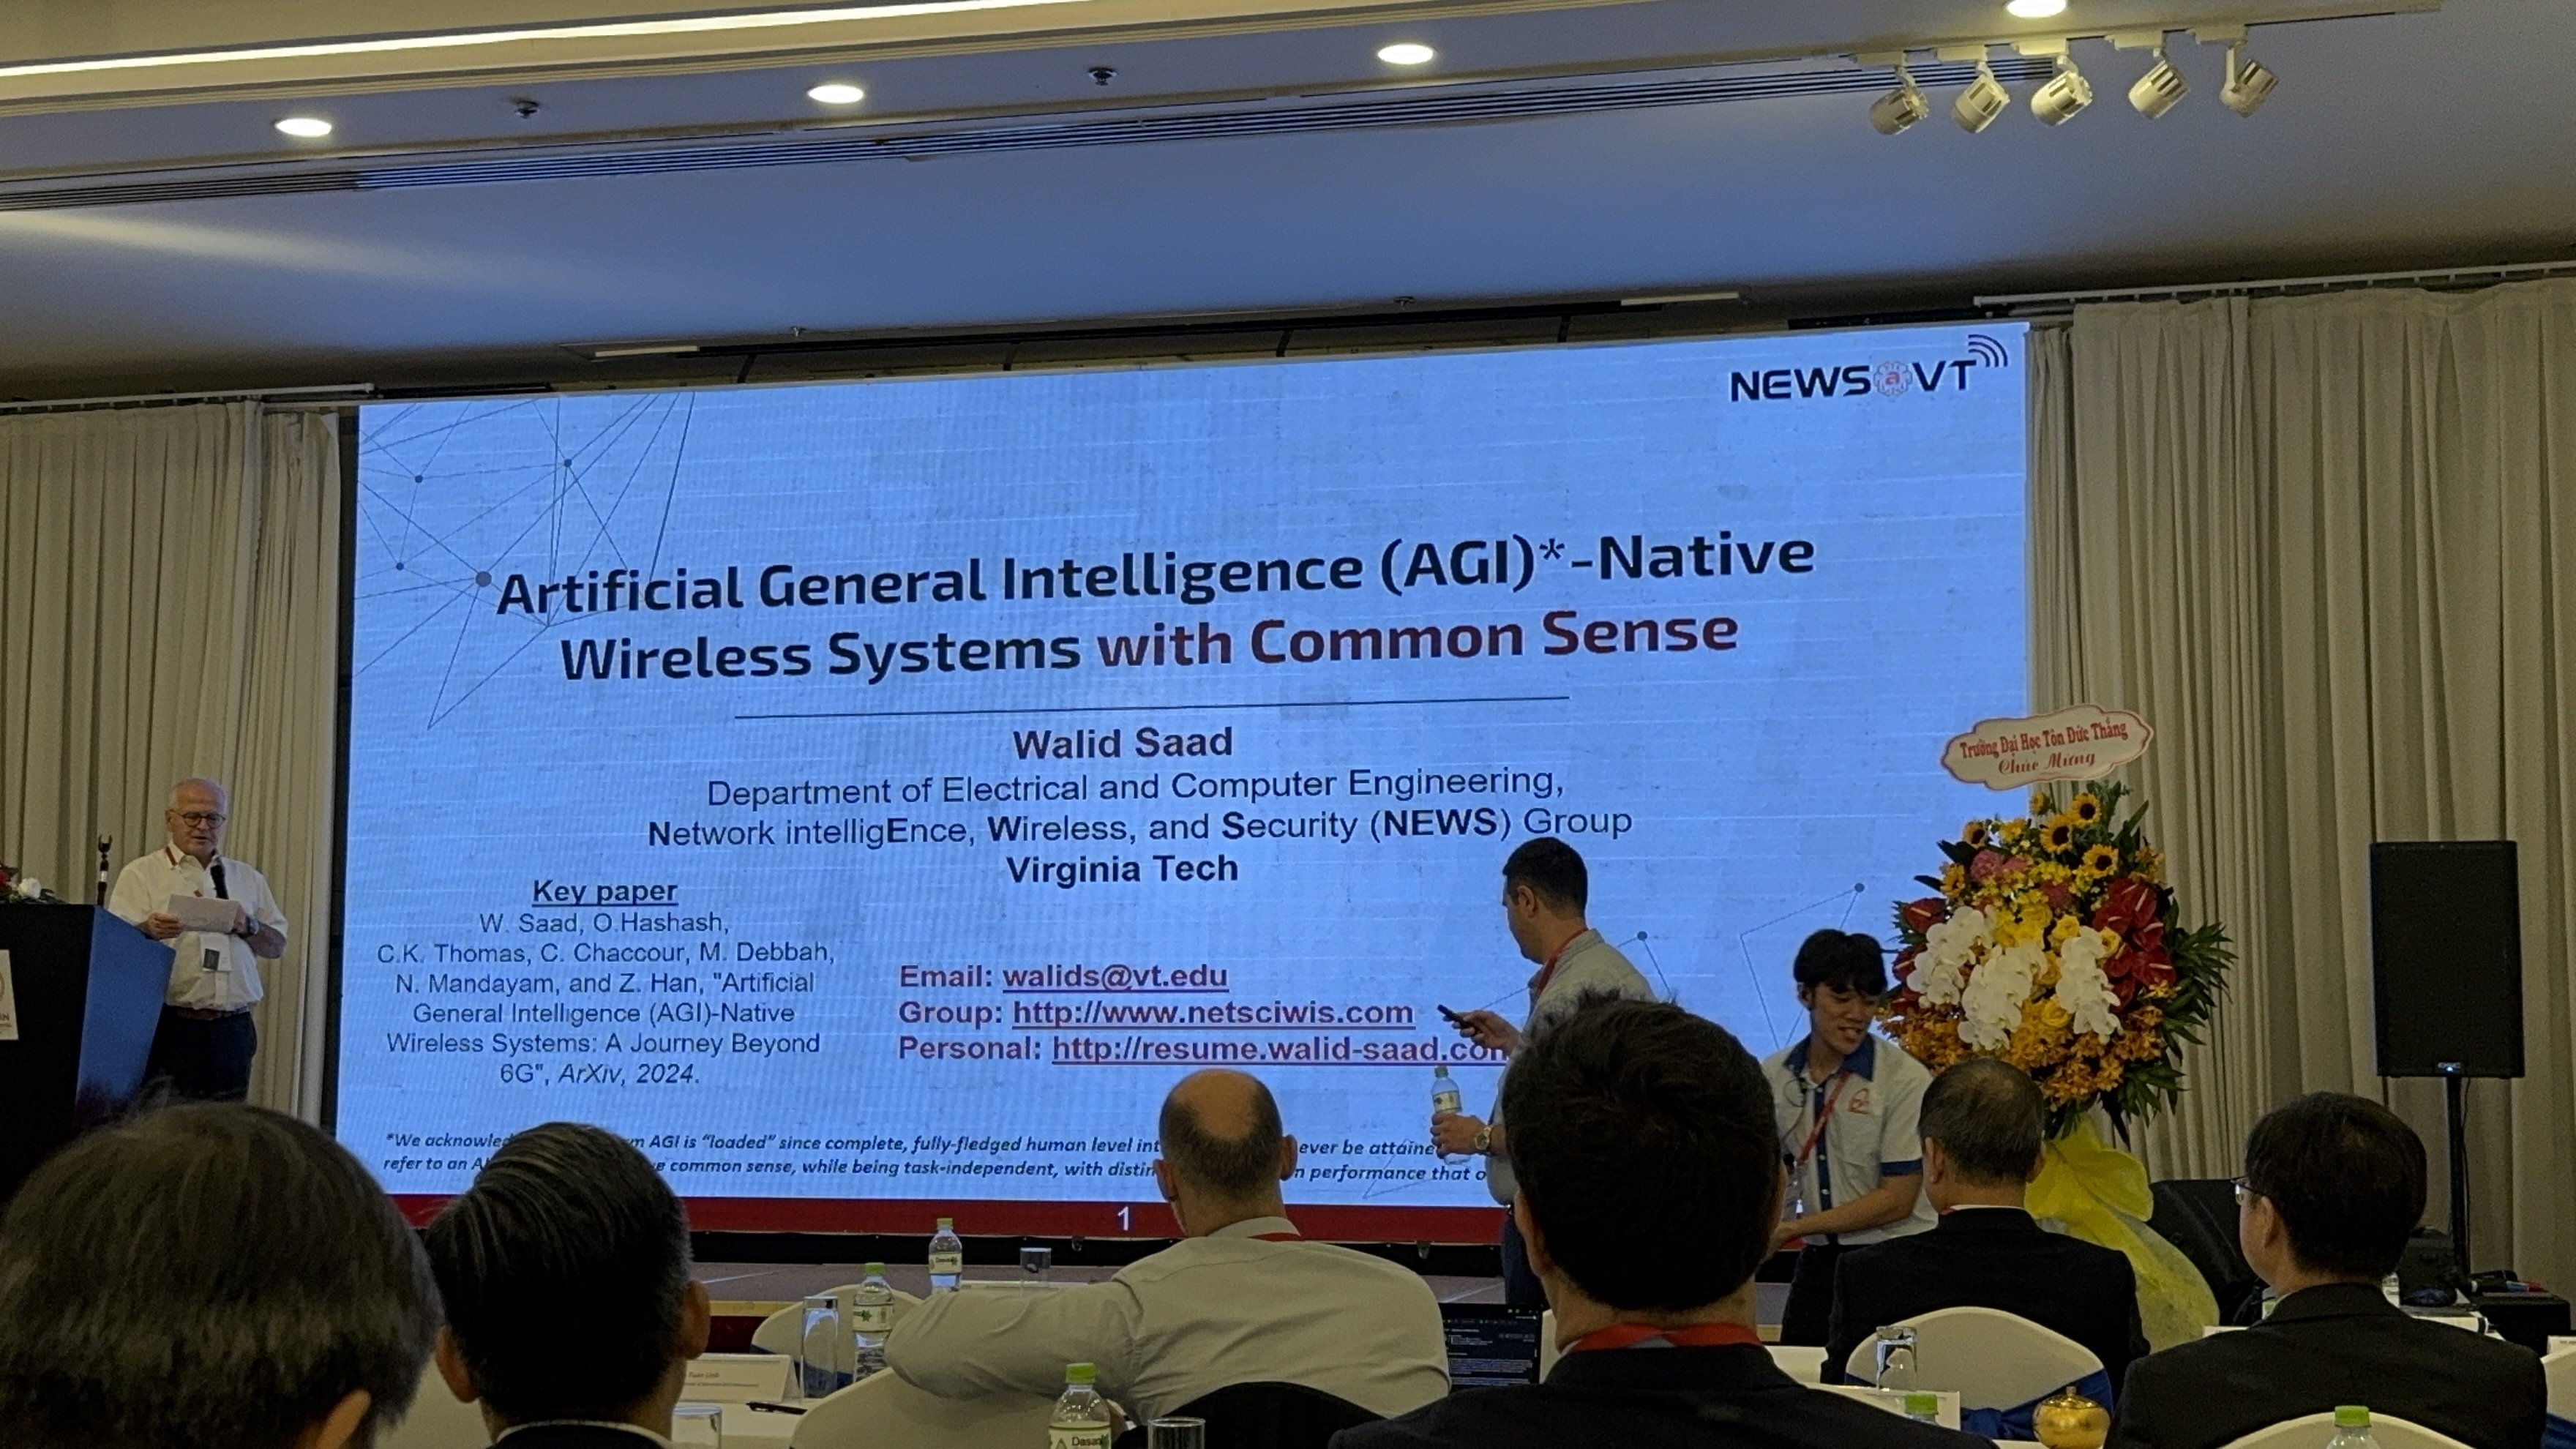 NEWS@VT
Artificial General Intelligence (AGI)*-Native
Wireless Systems with Common Sense
Walid Saad
Department of Electrical and Computer Engineering,
Network intelligEnce, Wireless, and Security (NEWS) Group
Virginia Tech
Key paper
W. Saad, O.Hashash,
C.K. Thomas, C. Chaccour, M. Debbah,
N. Mandayam, and Z. Han, "Artificial
General Intelligence (AGI)-Native
Wireless Systems: A Journey Beyond
6G", ArXiv, 2024.
Email: walids@vt.edu
Group: http://www.netsciwis.com
Personal: http://resume.walid-saad.com
*We AGI is “loaded” since complete, fully-fledged human level ever be
refer to an common sense, while being task-independent, with performance that
1
Trường Đại Học Tôn Đức Thắng
Chúc Mừng
Dasani